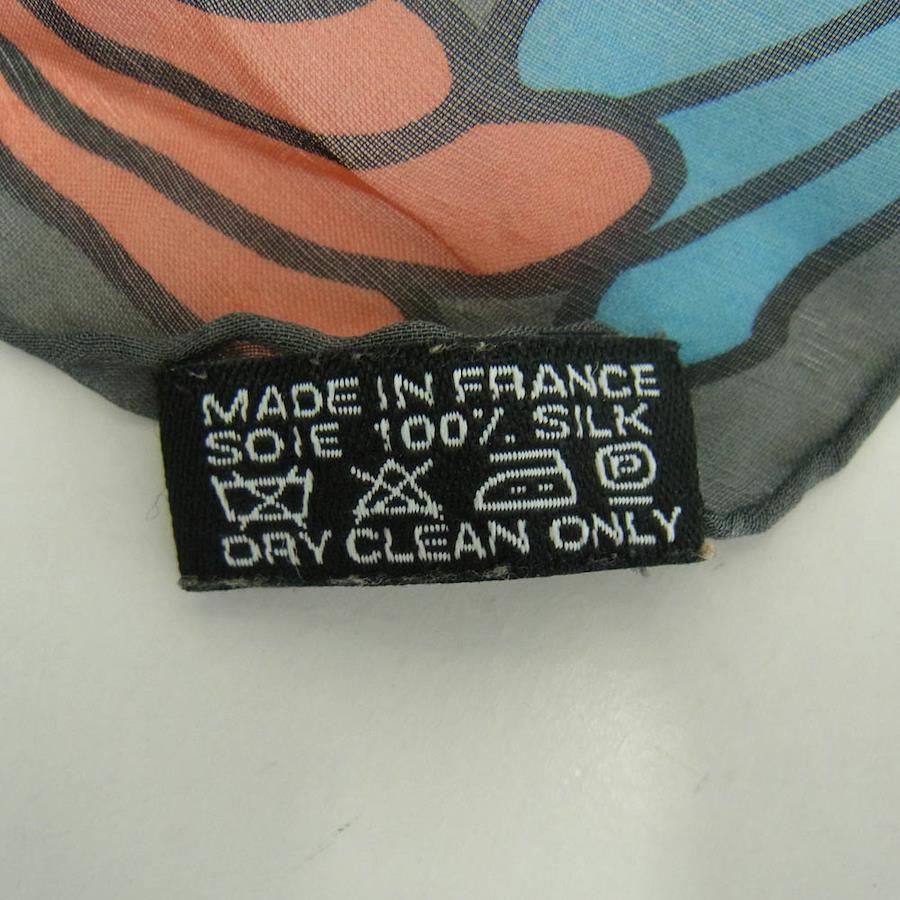 MADE IN FRANCE
SOIE 100% SILK
P
DRY CLEAN ONLY